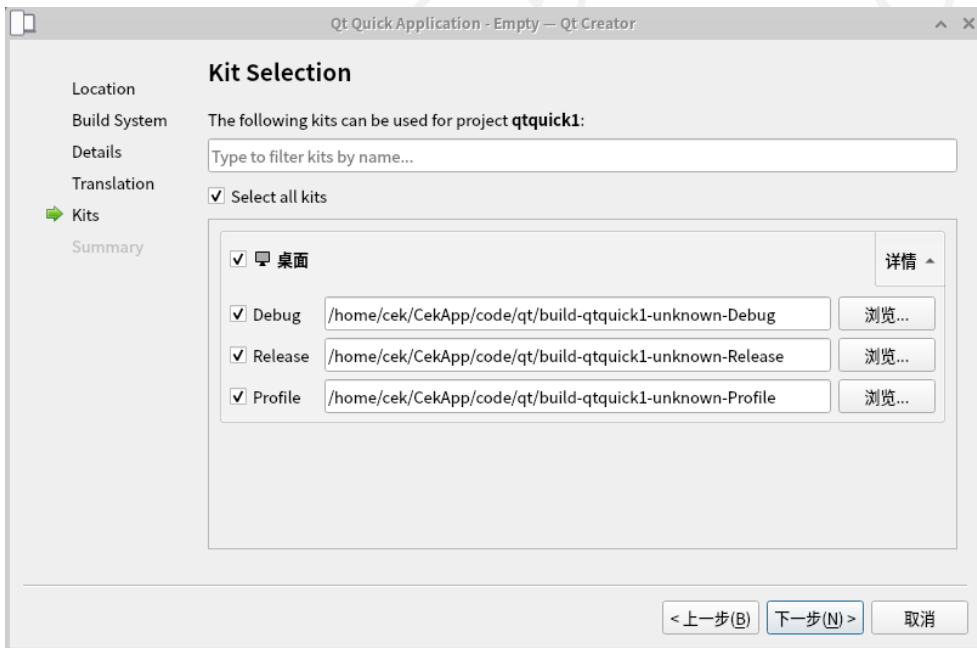 Qt Quick Application - Empty — Qt Creator
Location
Build System
Details
Translation
Kits
Summary
Kit Selection
The following kits can be used for project qtquick1:
Type to filter kits by name...
Select all kits
桌面
详情
Debug /home/cek/CekApp/code/qt/build-qtquick1-unknown-Debug 浏览...
Release /home/cek/CekApp/code/qt/build-qtquick1-unknown-Release 浏览...
Profile /home/cek/CekApp/code/qt/build-qtquick1-unknown-Profile 浏览...
< 上一步(B) 下一步(N) > 取消